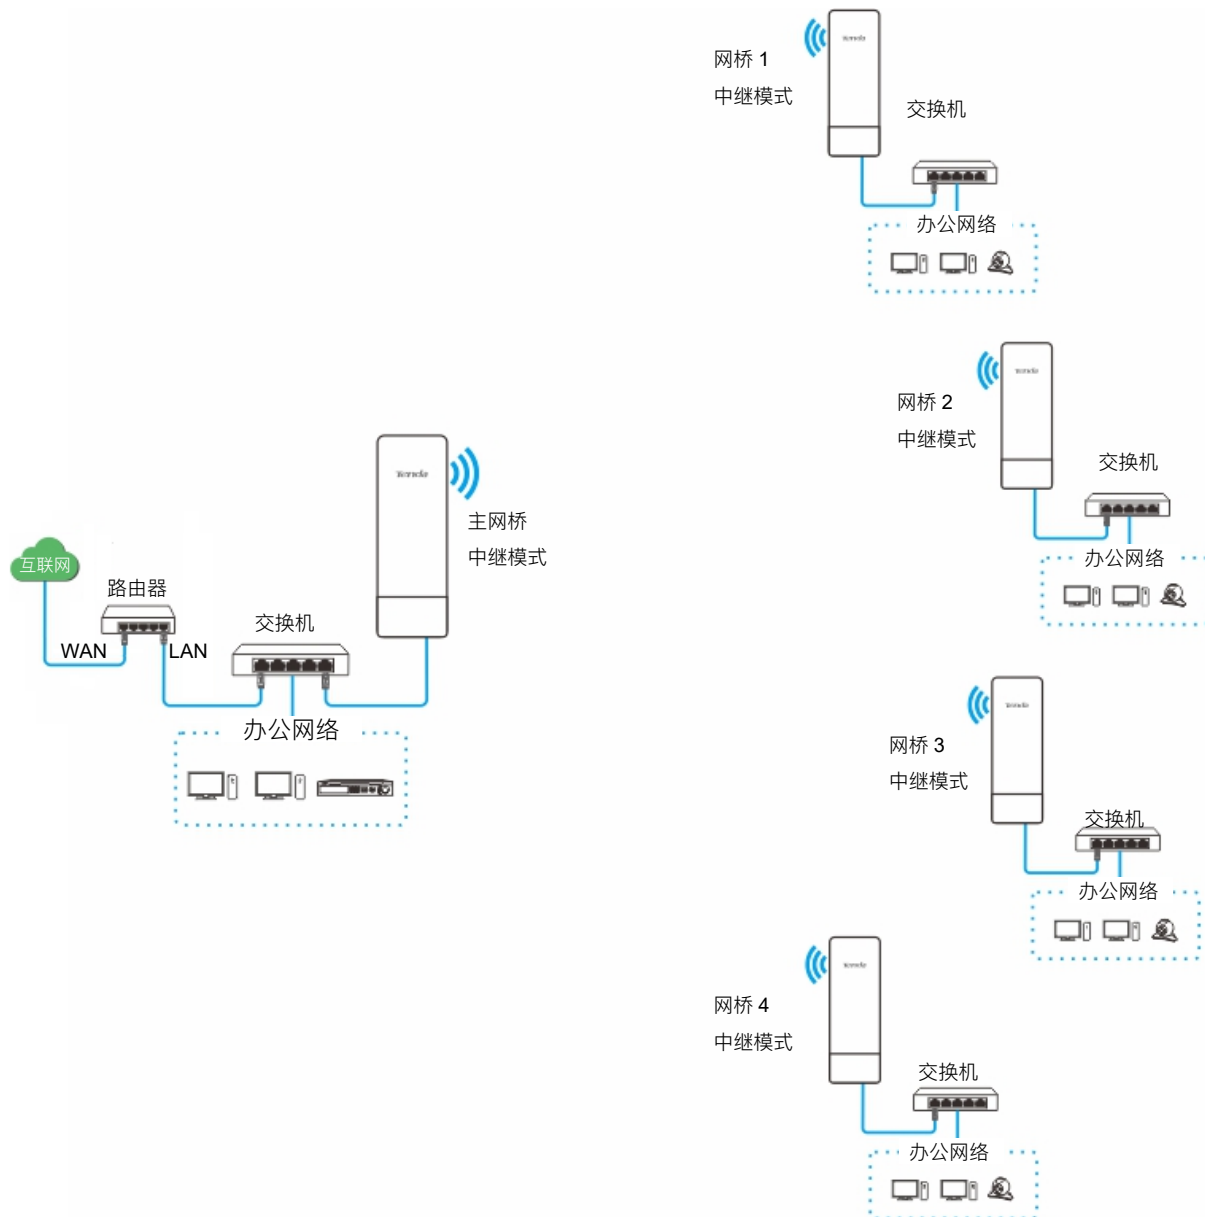 网桥 1
中继模式
交换机
办公网络
网桥 2
中继模式
交换机
办公网络
Tenda
主网桥
中继模式
互联网
路由器
WAN
LAN
交换机
办公网络
网桥 3
中继模式
交换机
办公网络
网桥 4
中继模式
交换机
办公网络